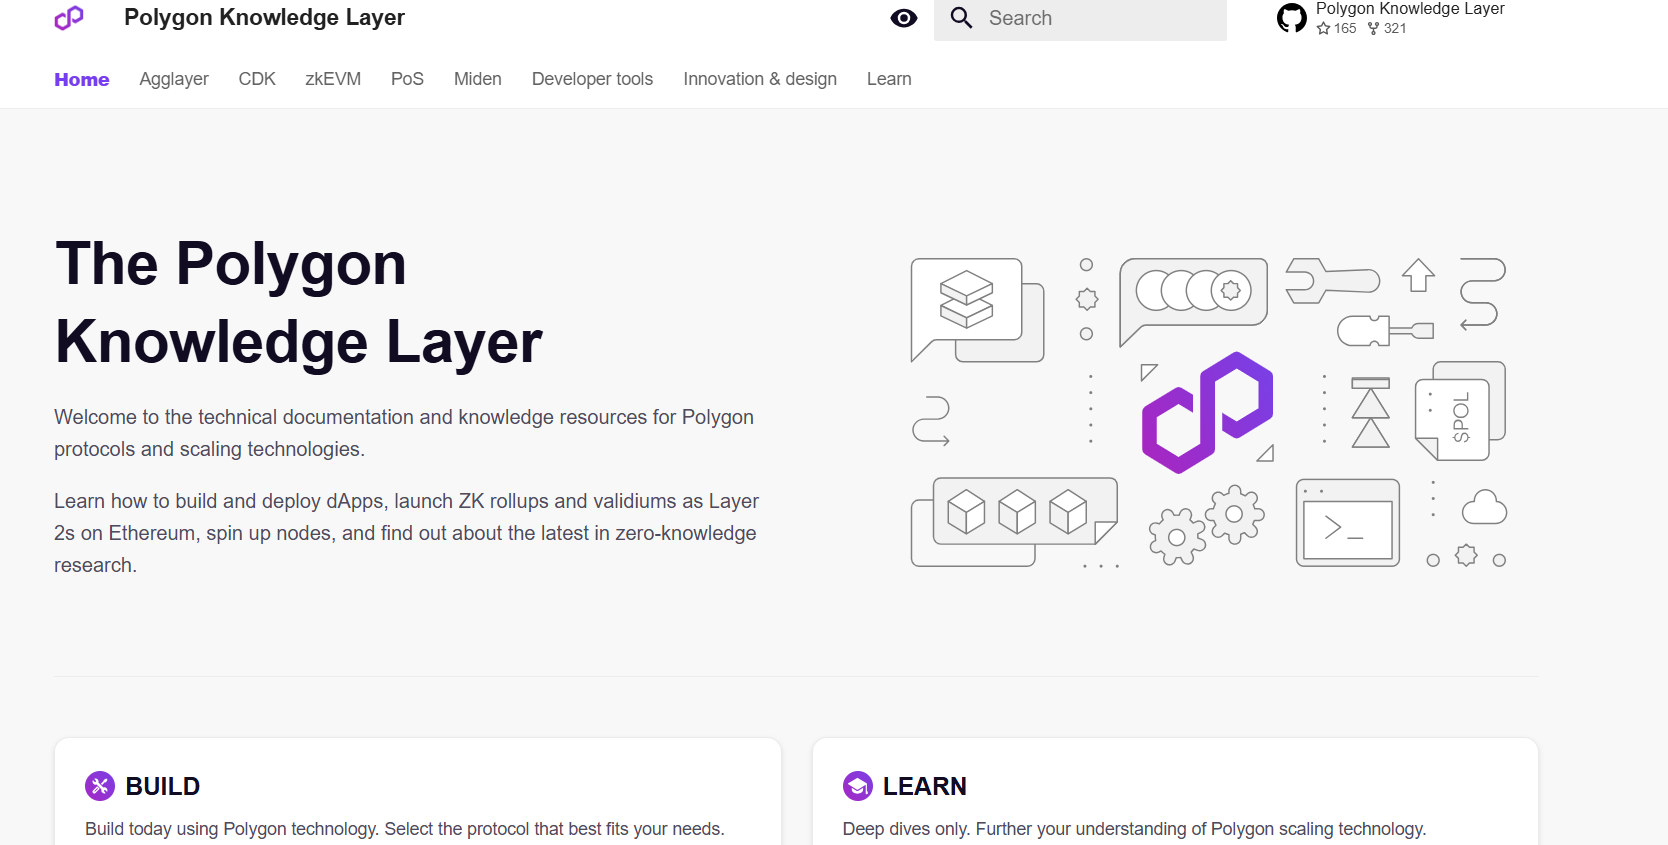 Polygon Knowledge Layer
Search
Polygon Knowledge Layer
165 321
Home Agglayer CDK zkEVM PoS Miden Developer tools Innovation & design Learn
The Polygon
Knowledge Layer
Welcome to the technical documentation and knowledge resources for Polygon
protocols and scaling technologies.
Learn how to build and deploy dApps, launch ZK rollups and validiums as Layer
2s on Ethereum, spin up nodes, and find out about the latest in zero-knowledge
research.
$POL
>_
BUILD
Build today using Polygon technology. Select the protocol that best fits your needs.
LEARN
Deep dives only. Further your understanding of Polygon scaling technology.